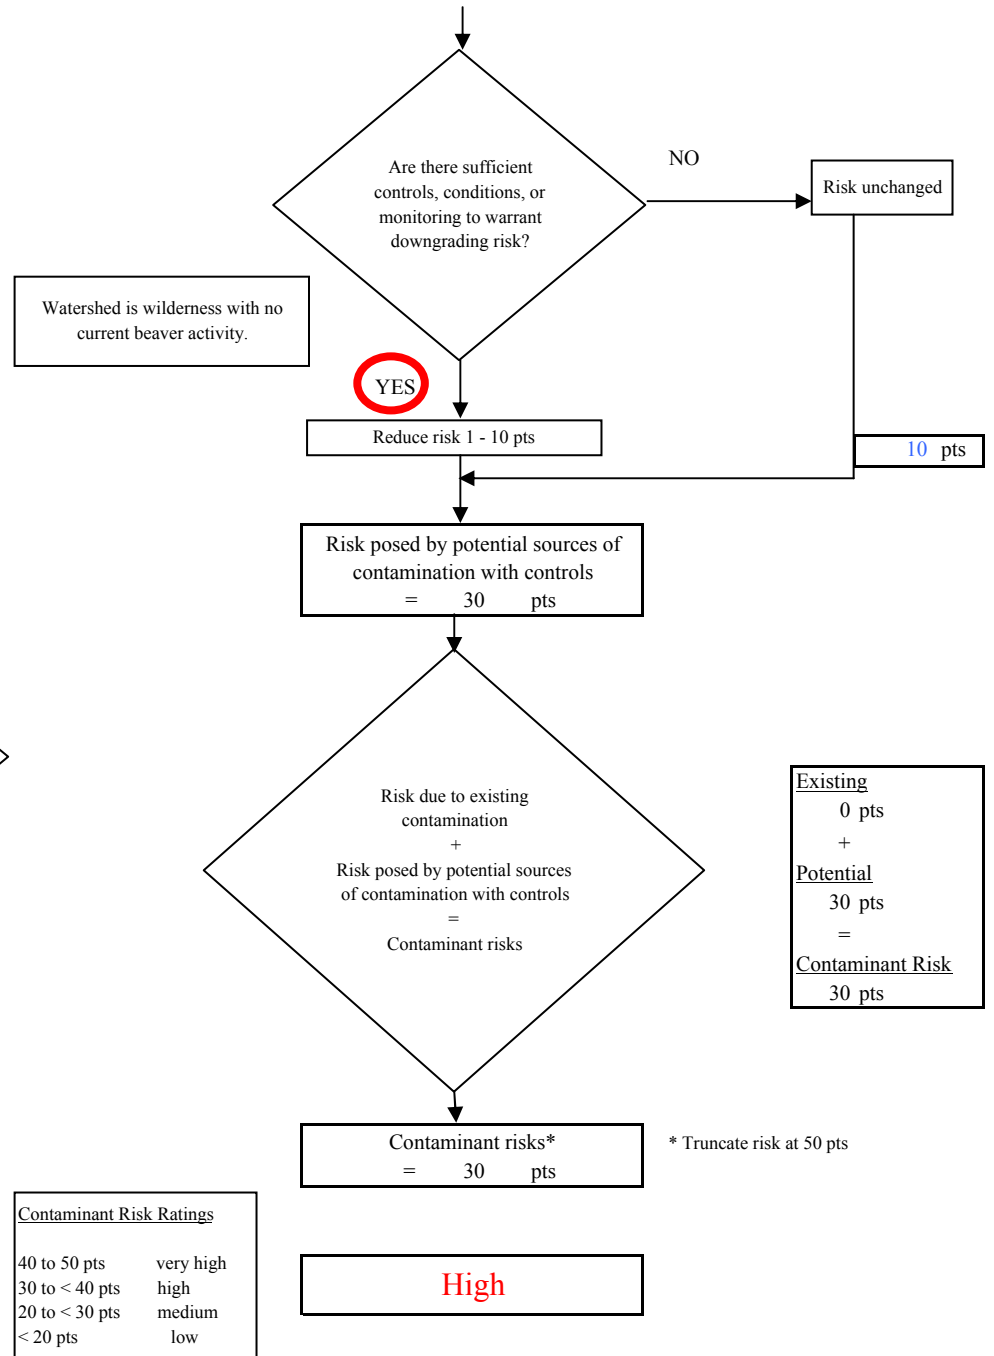 Are there sufficient
controls, conditions, or
monitoring to warrant
downgrading risk?
NO
Risk unchanged
Watershed is wilderness with no
current beaver activity.
YES
Reduce risk 1 - 10 pts
10 pts
Risk posed by potential sources of
contamination with controls
= 30 pts
Risk due to existing
contamination
+
Risk posed by potential sources
of contamination with controls
=
Contaminant risks
Existing
0 pts
+
Potential
30 pts
=
Contaminant Risk
30 pts
Contaminant risks*
= 30 pts
* Truncate risk at 50 pts
Contaminant Risk Ratings
40 to 50 pts very high
30 to < 40 pts high
20 to < 30 pts medium
< 20 pts low
High